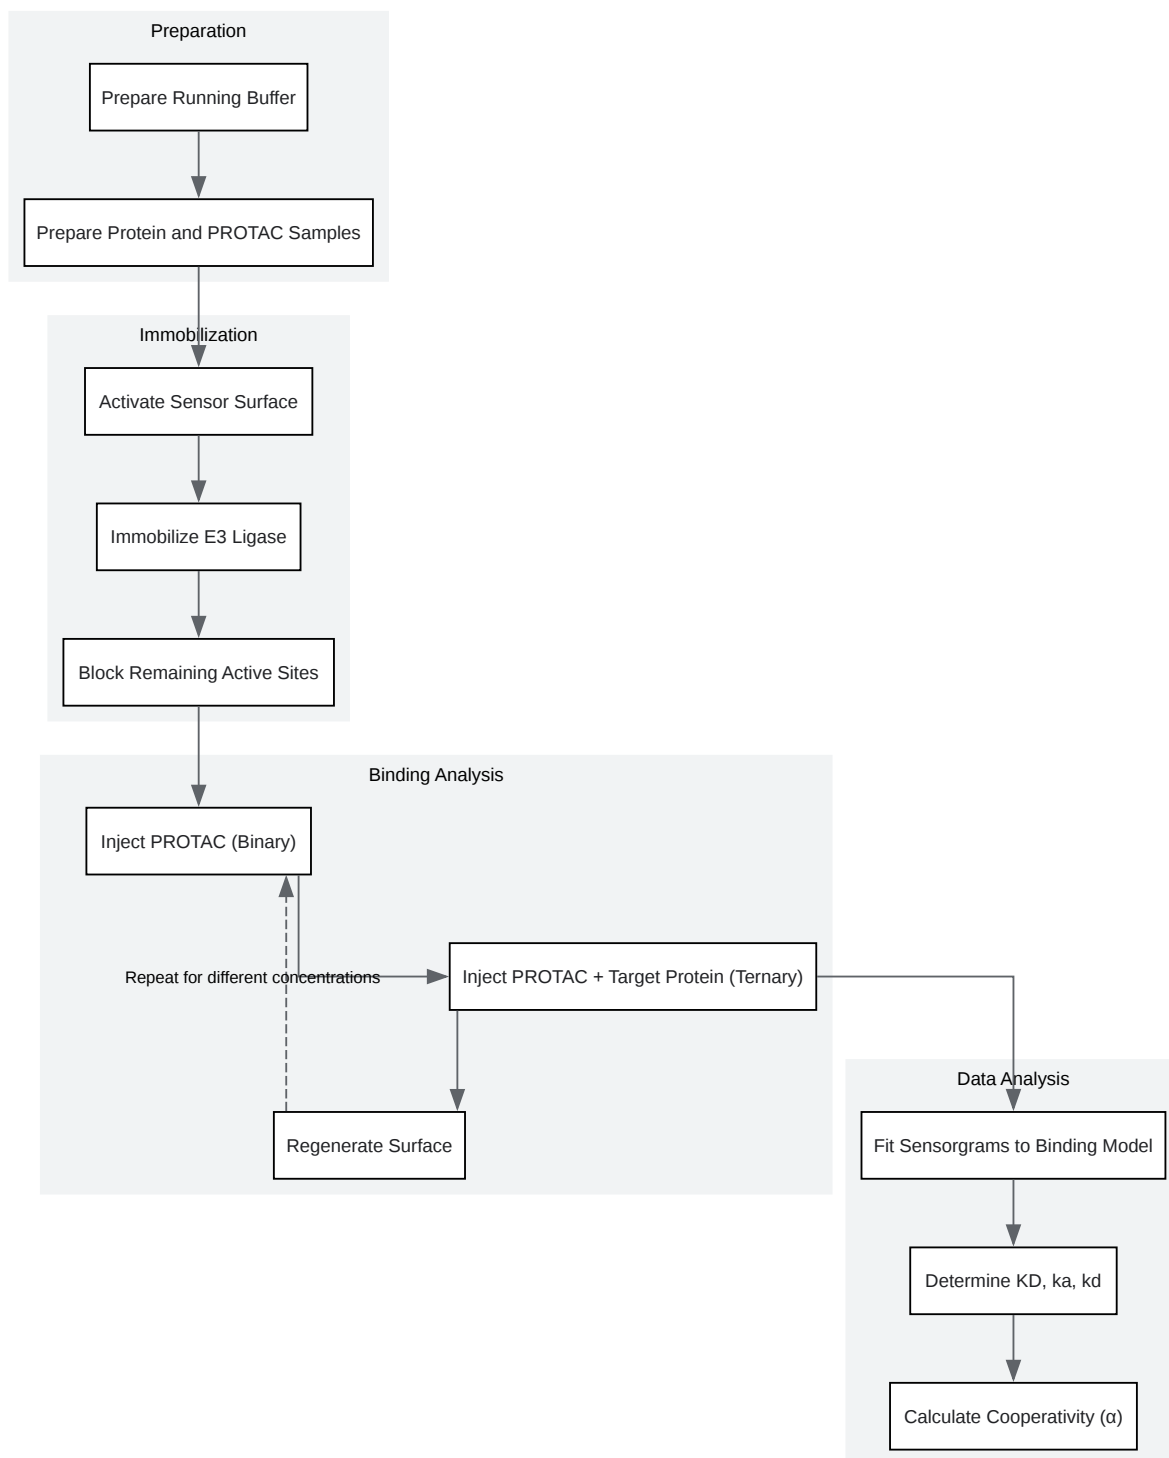 Preparation
Prepare Running Buffer
Prepare Protein and PROTAC Samples
Immobilization
Activate Sensor Surface
Immobilize E3 Ligase
Block Remaining Active Sites
Binding Analysis
Inject PROTAC (Binary)
Repeat for different concentrations
Inject PROTAC + Target Protein (Ternary)
Regenerate Surface
Data Analysis
Fit Sensorgrams to Binding Model
Determine KD, ka, kd
Calculate Cooperativity (α)